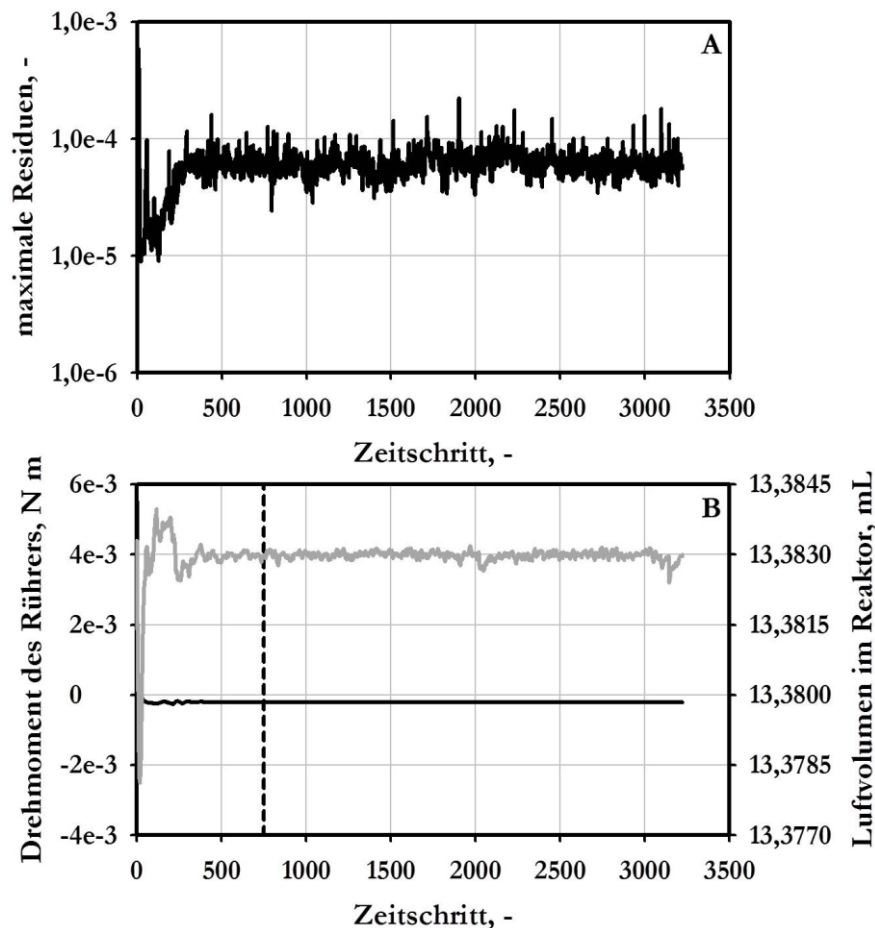 maximale Residuen, -
1,0e-3
1,0e-4
1,0e-5
1,0e-6
A
0 500 1000 1500 2000 2500 3000 3500
Zeitschritt, -
Drehmoment des Rührers, N m
6e-3
4e-3
2e-3
0
-2e-3
-4e-3
B
13,3845
13,3830
13,3815
13,3800
13,3785
13,3770
Luftvolumen im Reaktor, mL
0 500 1000 1500 2000 2500 3000 3500
Zeitschritt, -